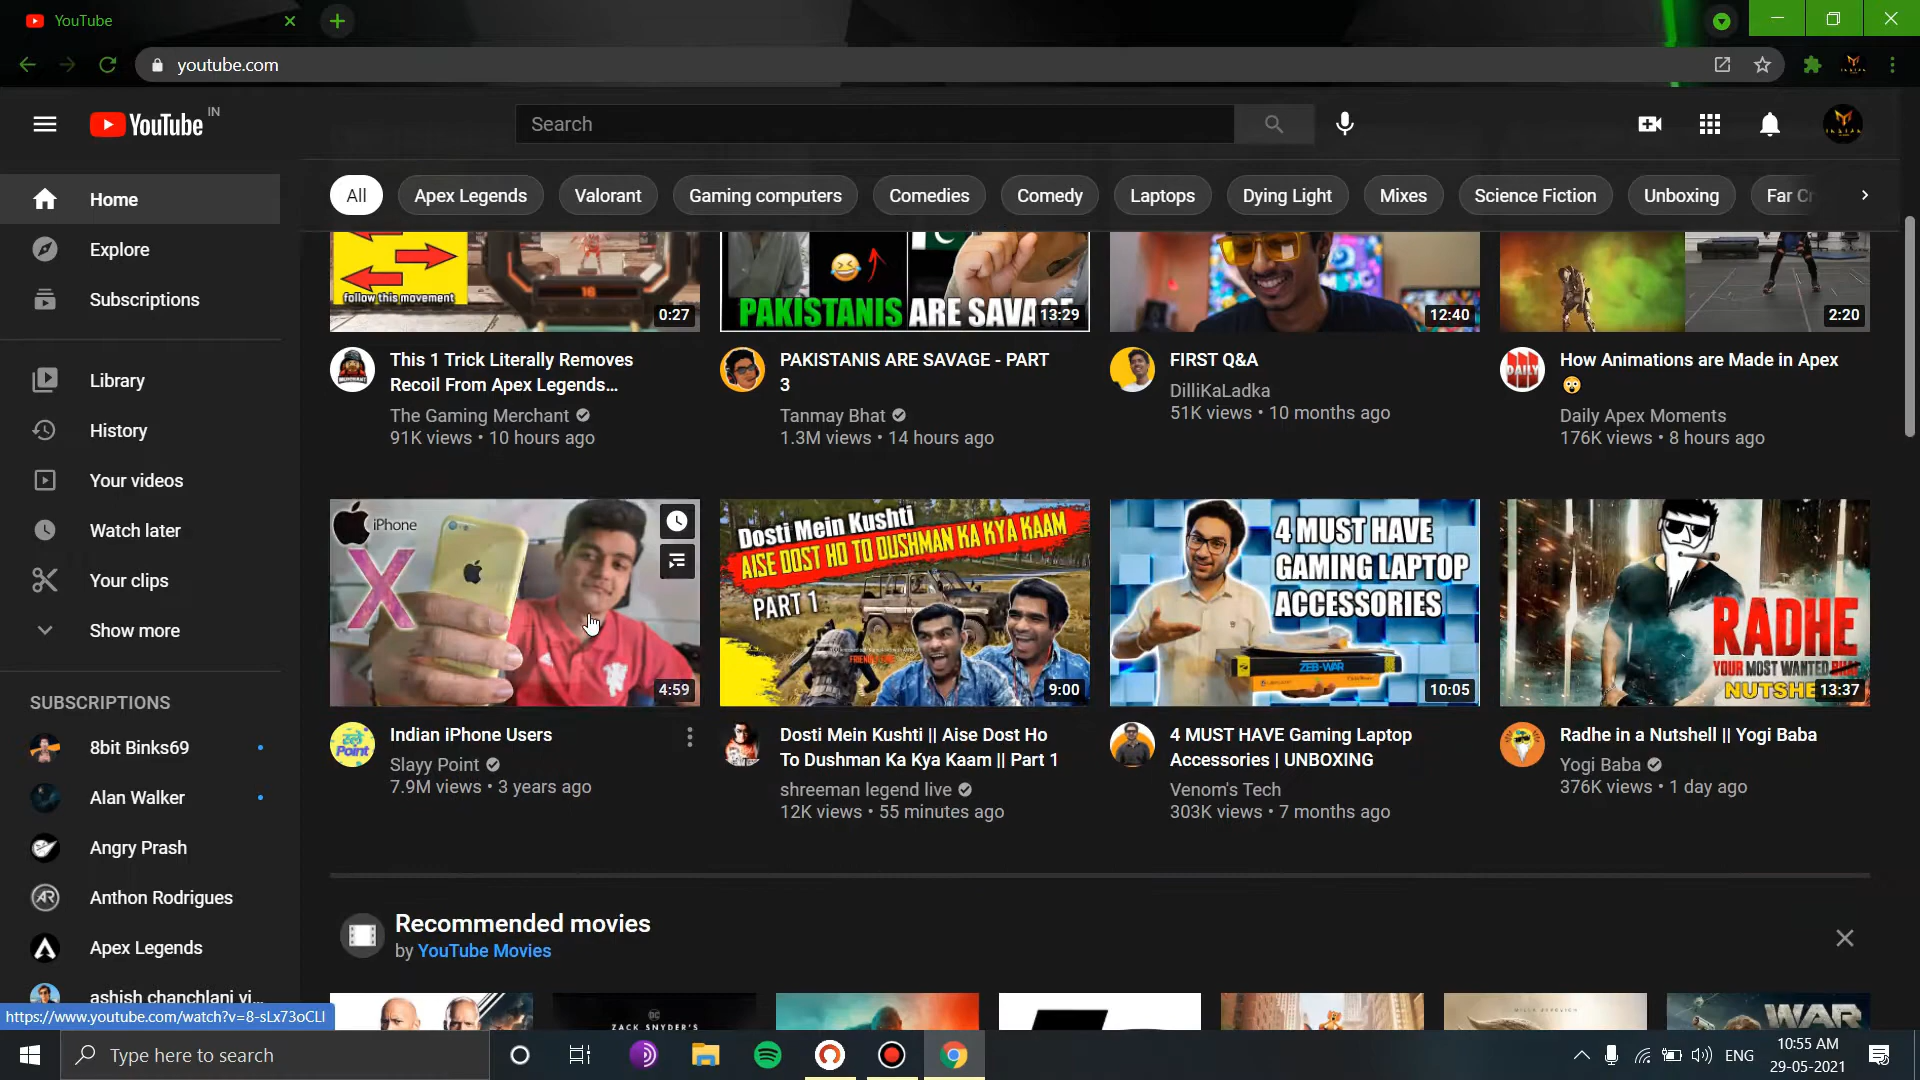 YouTube
youtube.com
YouTube IN
Search
Home
Explore
Subscriptions
Library
History
Your videos
Watch later
Your clips
Show more
SUBSCRIPTIONS
8bit Binks69
Alan Walker
Angry Prash
Anthon Rodrigues
Apex Legends
ashish chanchlani vi...
All
Apex Legends
Valorant
Gaming computers
Comedies
Comedy
Laptops
Dying Light
Mixes
Science Fiction
Unboxing
Far Cr
follow this movement
16
0:27
PAKISTANIS ARE SAVAGE
13:29
12:40
2:20
This 1 Trick Literally Removes
Recoil From Apex Legends...
The Gaming Merchant
91K views • 10 hours ago
PAKISTANIS ARE SAVAGE - PART
3
Tanmay Bhat
1.3M views • 14 hours ago
FIRST Q&A
DilliKaLadka
51K views • 10 months ago
DAILY
How Animations are Made in Apex
Daily Apex Moments
176K views • 8 hours ago
iPhone
X
4:59
Dosti Mein Kushti
AISE DOST HO TO DUSHMAN KA KYA KAAM
PART 1
9:00
4 MUST HAVE
GAMING LAPTOP
ACCESSORIES
ZEB-WAR
10:05
RADHE
YOUR MOST WANTED BHAI
NUTSHE
13:37
Point
Indian iPhone Users
Slayy Point
7.9M views • 3 years ago
Dosti Mein Kushti || Aise Dost Ho
To Dushman Ka Kya Kaam || Part 1
shreeman legend live
12K views • 55 minutes ago
4 MUST HAVE Gaming Laptop
Accessories | UNBOXING
Venom's Tech
303K views • 7 months ago
Radhe in a Nutshell || Yogi Baba
Yogi Baba
376K views • 1 day ago
Recommended movies
by YouTube Movies
ZACK SNYDER'S
WAR
https://www.youtube.com/watch?v=8-sLx73oCLI
Type here to search
ENG
10:55 AM
29-05-2021